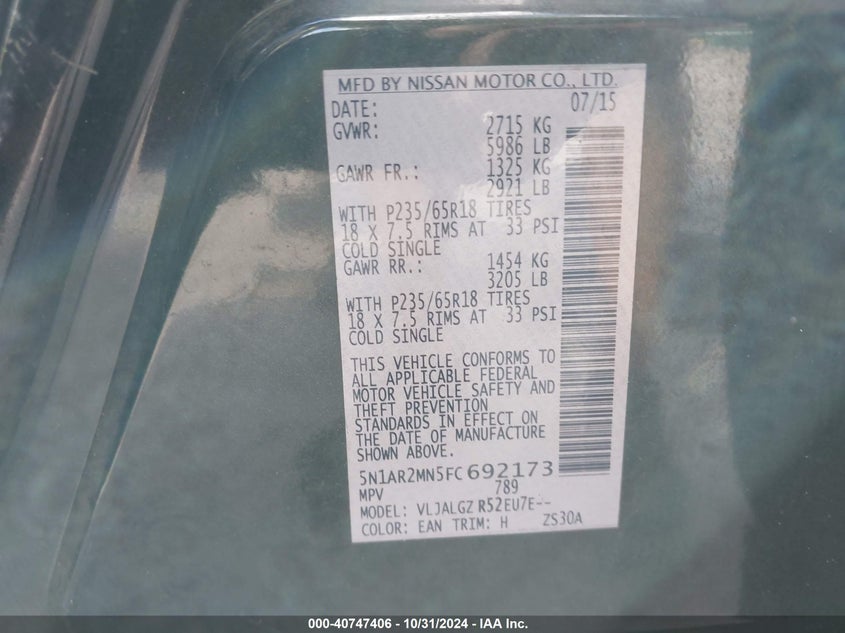 MFD BY NISSAN MOTOR CO., LTD.
DATE: 07/15
GVWR: 2715 KG
5986 LB
GAWR FR.: 1325 KG
2921 LB
WITH P235/65R18 TIRES
18 X 7.5 RIMS AT 33 PSI
COLD SINGLE
GAWR RR.: 1454 KG
3205 LB
WITH P235/65R18 TIRES
18 X 7.5 RIMS AT 33 PSI
COLD SINGLE
THIS VEHICLE CONFORMS TO
ALL APPLICABLE FEDERAL
MOTOR VEHICLE SAFETY AND
THEFT PREVENTION
STANDARDS IN EFFECT ON
THE DATE OF MANUFACTURE
SHOWN ABOVE.
5N1AR2MN5FC692173
MPV 789
MODEL: VLJALGZ R52EU7E--
COLOR: EAN TRIM: H ZS30A
000-40747406 - 10/31/2024 - IAA Inc.